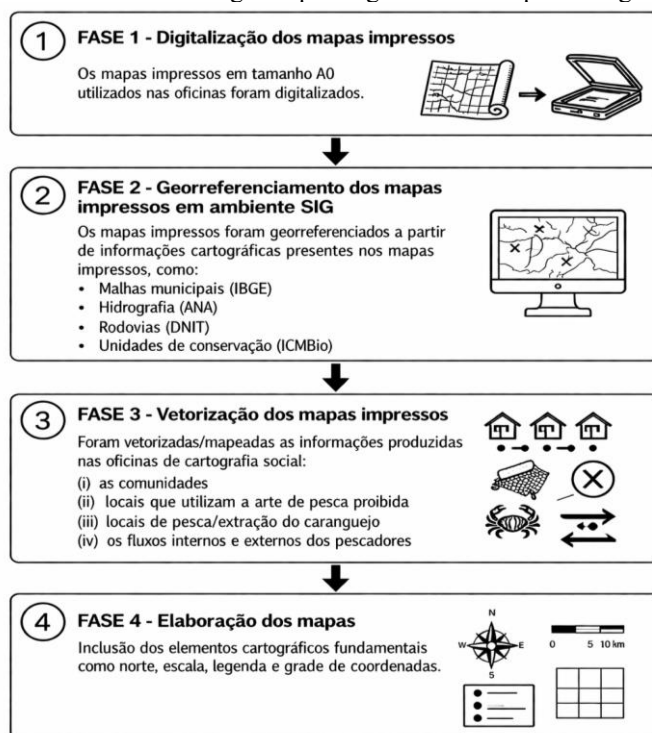 1
FASE 1 - Digitalização dos mapas impressos
Os mapas impressos em tamanho A0
utilizados nas oficinas foram digitalizados.
2
FASE 2 - Georreferenciamento dos mapas
impressos em ambiente SIG
Os mapas impressos foram georreferenciados a partir
de informações cartográficas presentes nos mapas
impressos, como:
• Malhas municipais (IBGE)
• Hidrografia (ANA)
• Rodovias (DNIT)
• Unidades de conservação (ICMBio)
3
FASE 3 - Vetorização dos mapas impressos
Foram vetorizadas/mapeadas as informações produzidas
nas oficinas de cartografia social:
(i) as comunidades
(ii) locais que utilizam a arte de pesca proibida
(iii) locais de pesca/extração do caranguejo
(iv) os fluxos internos e externos dos pescadores
4
FASE 4 - Elaboração dos mapas
Inclusão dos elementos cartográficos fundamentais
como norte, escala, legenda e grade de coordenadas.
N
W E
S
0 5 10 km